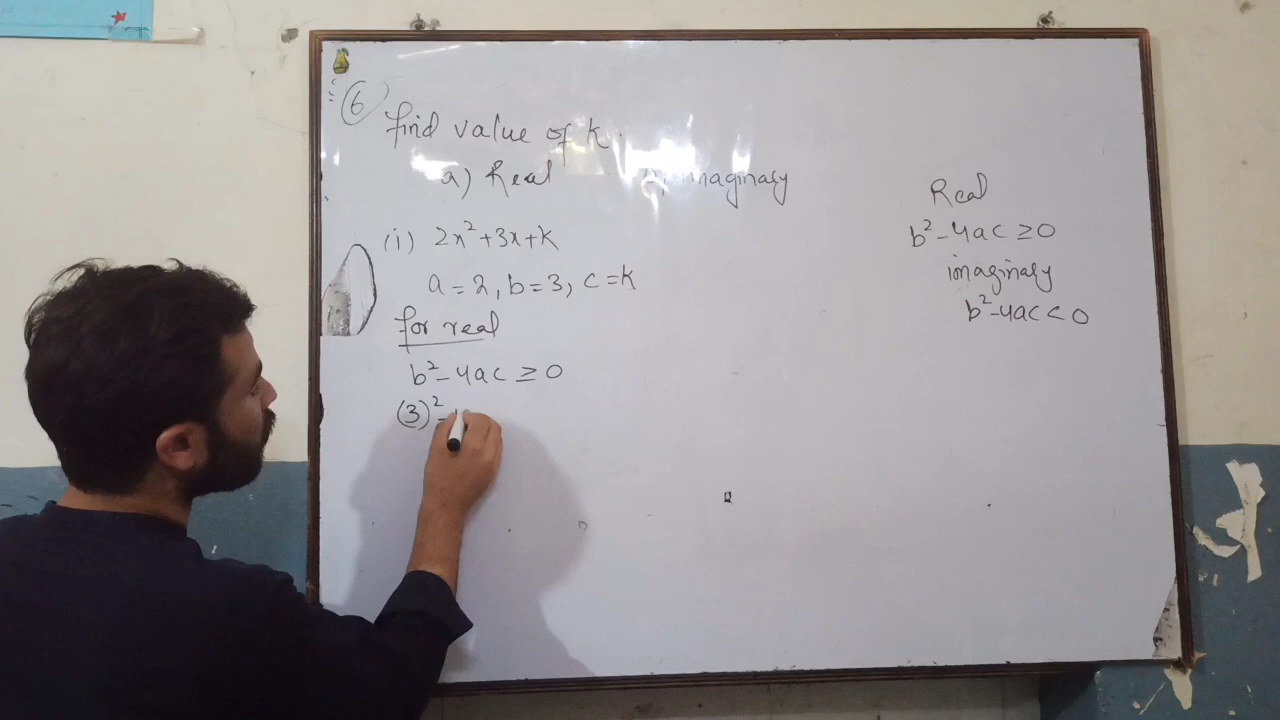 6
find value of k.
a) Real imaginary
(i) 2x²+3x+k
a=2, b=3, c=k
for real
b²-4ac ≥ 0
(3)²-
Real
b²-4ac ≥0
imaginary
b²-4ac < 0